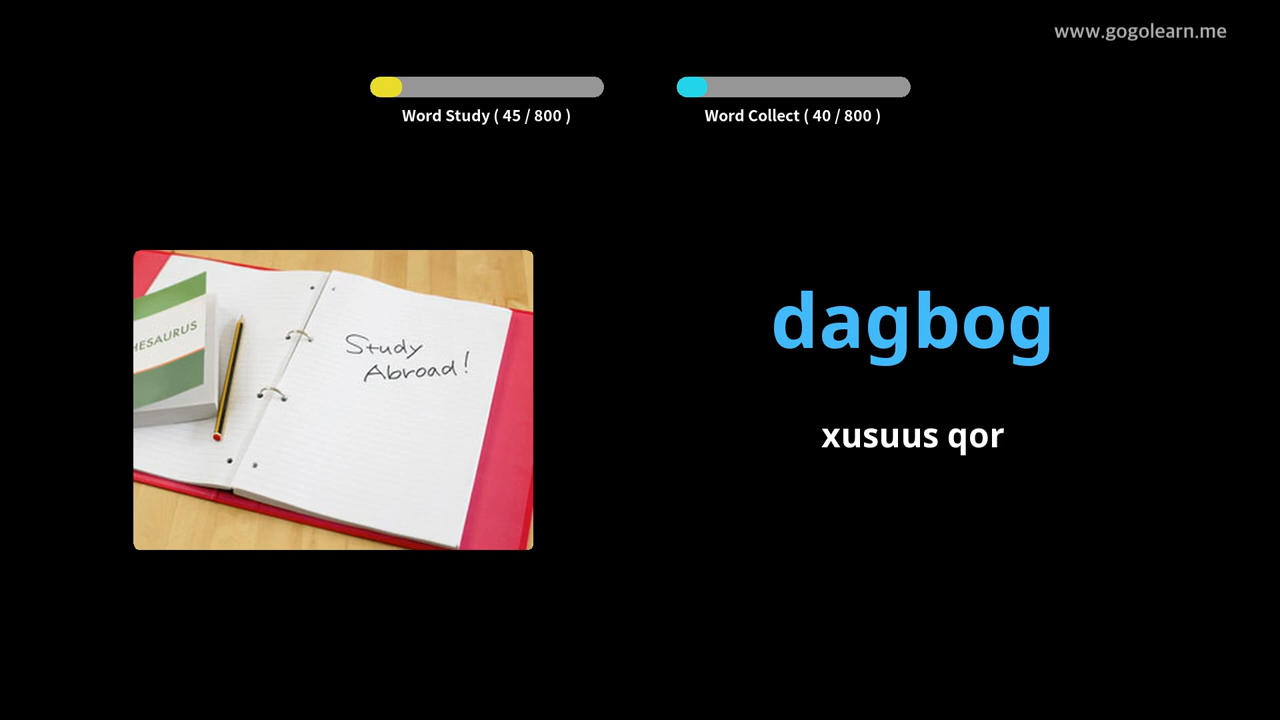 www.gogolearn.me
Word Study ( 45 / 800 )
Word Collect ( 40 / 800 )
HESAURUS
Study
Abroad!
dagbog
xusuus qor